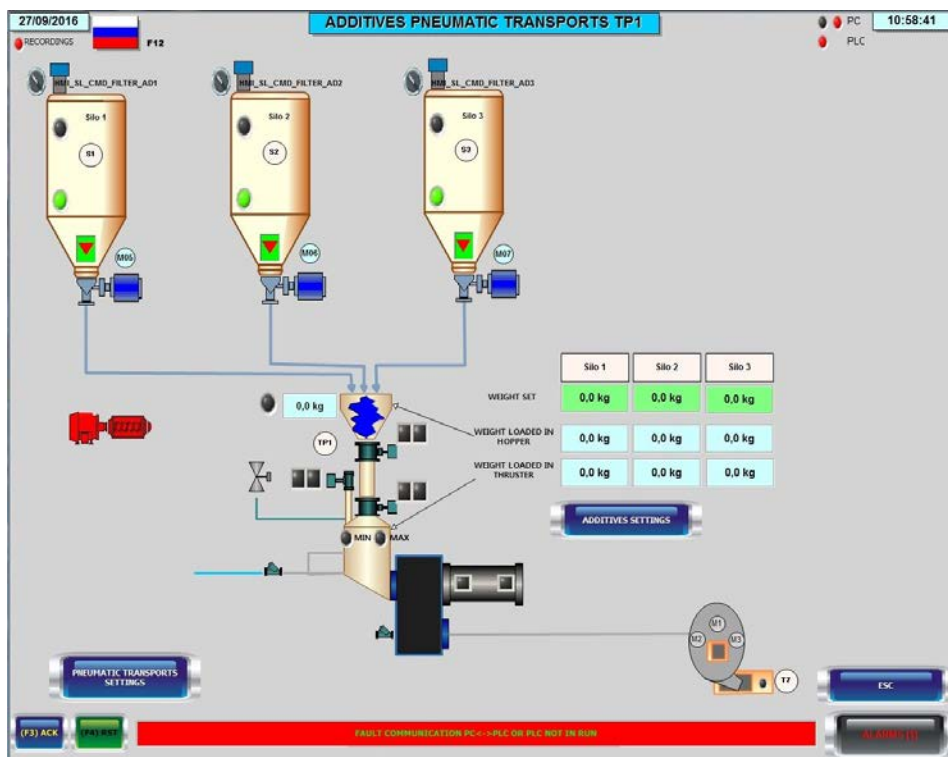 27/09/2016
ADDITIVES PNEUMATIC TRANSPORTS TP1
PC
10:58:41
RECORDINGS
F12
PLC
HMI_SL_CMD_FILTER_AD1
HMI_SL_CMD_FILTER_AD2
HMI_SL_CMD_FILTER_AD3
Silo 1
Silo 2
Silo 3
S1
S2
S3
M05
M06
M07
Silo 1
Silo 2
Silo 3
WEIGHT SET
0,0 kg
0,0 kg
0,0 kg
0,0 kg
WEIGHT LOADED IN
HOPPER
0,0 kg
0,0 kg
0,0 kg
TP1
WEIGHT LOADED IN
THRUSTER
0,0 kg
0,0 kg
0,0 kg
ADDITIVES SETTINGS
MIN
MAX
M1
M2
M3
T7
PNEUMATIC TRANSPORTS
SETTINGS
ESC
(F3) ACK
(F4) RST
FAULT COMMUNICATION PC<->PLC OR PLC NOT IN RUN